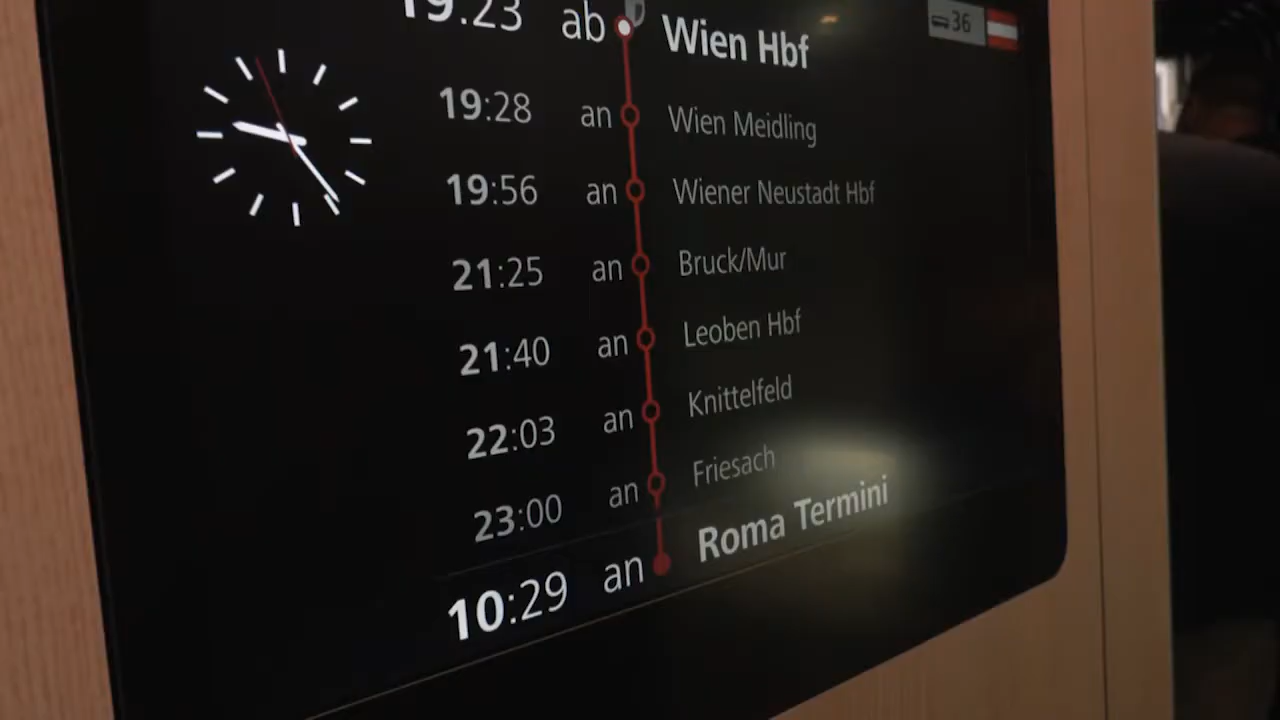 19:23 ab Wien Hbf 36
19:28 an Wien Meidling
19:56 an Wiener Neustadt Hbf
21:25 an Bruck/Mur
21:40 an Leoben Hbf
22:03 an Knittelfeld
23:00 an Friesach
10:29 an Roma Termini